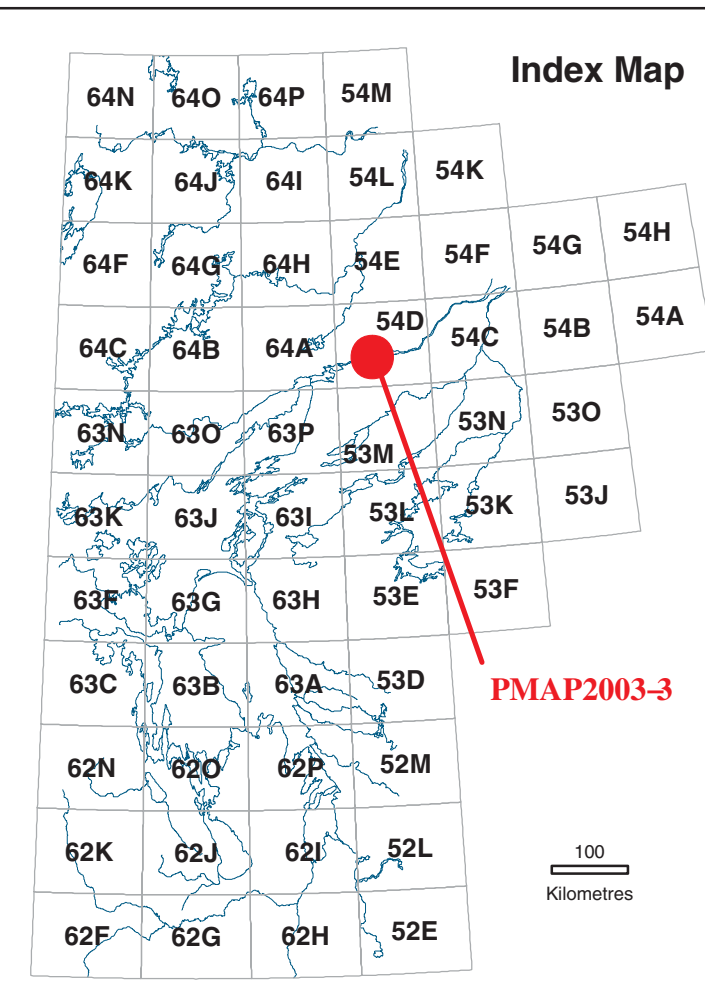 Index Map
64N 64O 64P 54M
64K 64J 64I 54L 54K
64F 64G 64H 54E 54F 54G 54H
64C 64B 64A 54D 54C 54B 54A
63N 63O 63P 53M 53N 53O
63K 63J 63I 53L 53K 53J
63F 63G 63H 53E 53F
63C 63B 63A 53D
PMAP2003-3
62N 62O 62P 52M
62K 62J 62I 52L
100
Kilometres
62F 62G 62H 52E